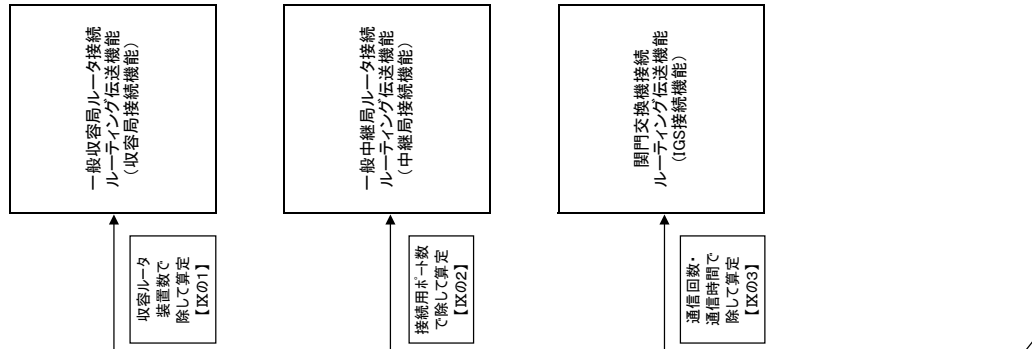 一般収容局ルータ接続
ルーティング伝送機能
（収容局接続機能）
収容ルータ
装置数で
除して算定
【Ⅸの1】
一般中継局ルータ接続
ルーティング伝送機能
（中継局接続機能）
接続用ポート数
で除して算定
【Ⅸの2】
関門交換機接続
ルーティング伝送機能
（IGS接続機能）
通信回数・
通信時間で
除して算定
【Ⅸの3】